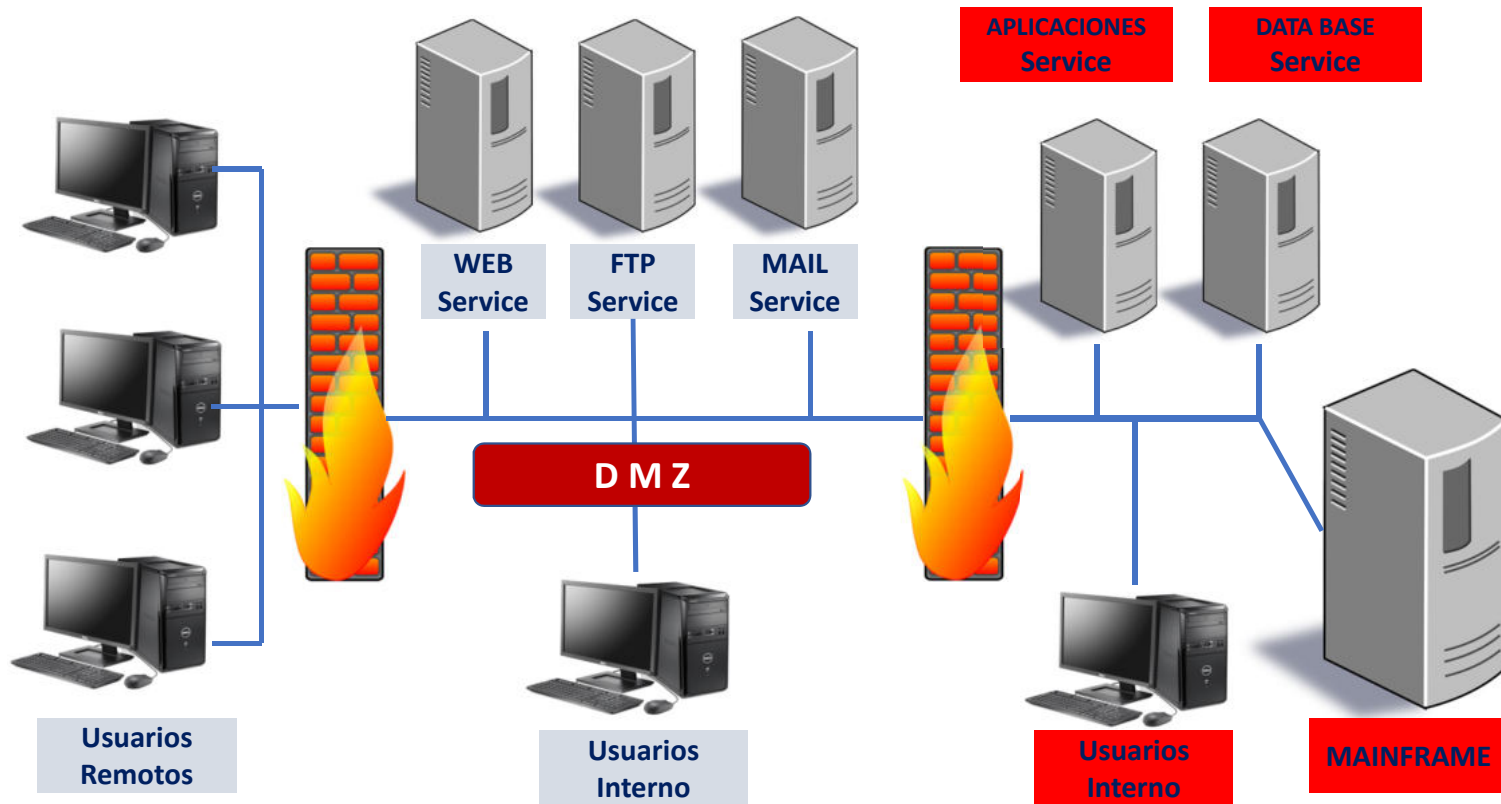 APLICACIONES
Service
DATA BASE
Service
WEB
Service
FTP
Service
MAIL
Service
D M Z
Usuarios
Remotos
Usuarios
Interno
Usuarios
Interno
MAINFRAME